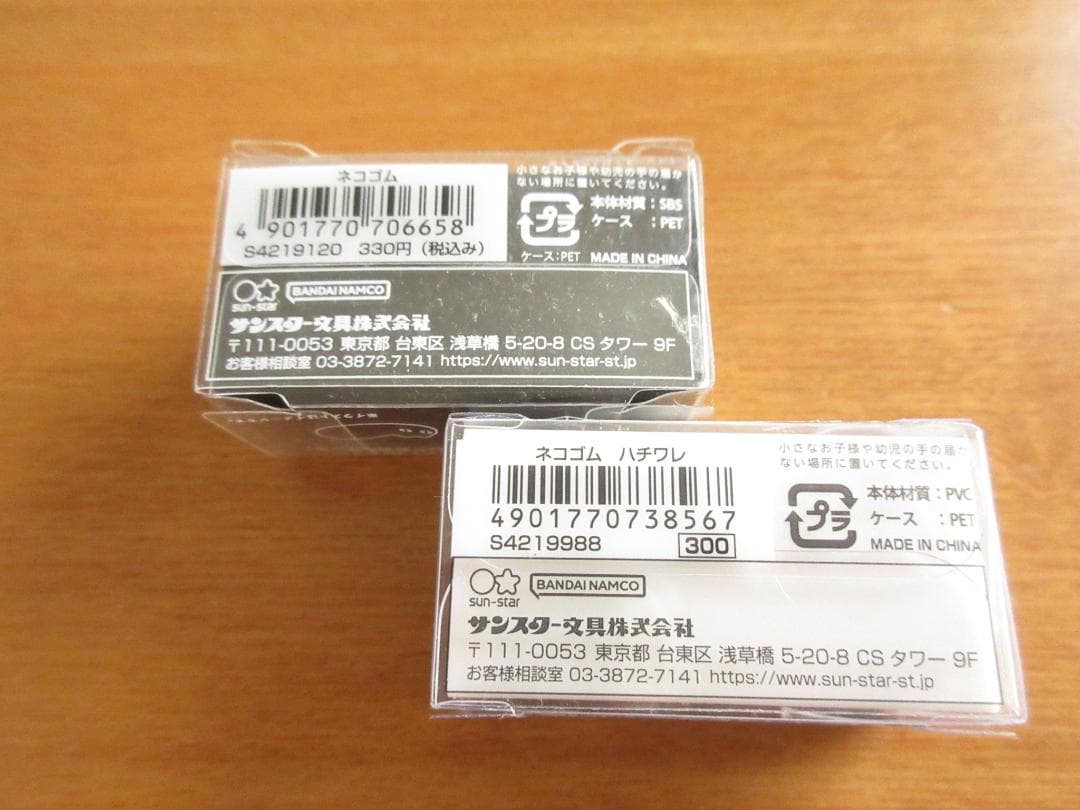 ネコゴム
4 901770 706658
S4219120 330円(税込み)
小さなお子様や幼児の手の届か
ない場所に置いてください。
プラ
ケース:PET
本体材質:SBS
ケース :PET
MADE IN CHINA
sun-star
BANDAI NAMCO
サンスター文具株式会社
〒111-0053 東京都 台東区 浅草橋 5-20-8 CS タワー 9F
お客様相談室 03-3872-7141 https://www.sun-star-st.jp
ネコゴム ハチワレ
4901770738567
S4219988 300
小さなお子様や幼児の手の届か
ない場所に置いてください。
プラ
本体材質:PVC
ケース :PET
MADE IN CHINA
sun-star
BANDAI NAMCO
サンスター文具株式会社
〒111-0053 東京都 台東区 浅草橋 5-20-8 CS タワー 9F
お客様相談室 03-3872-7141 https://www.sun-star-st.jp